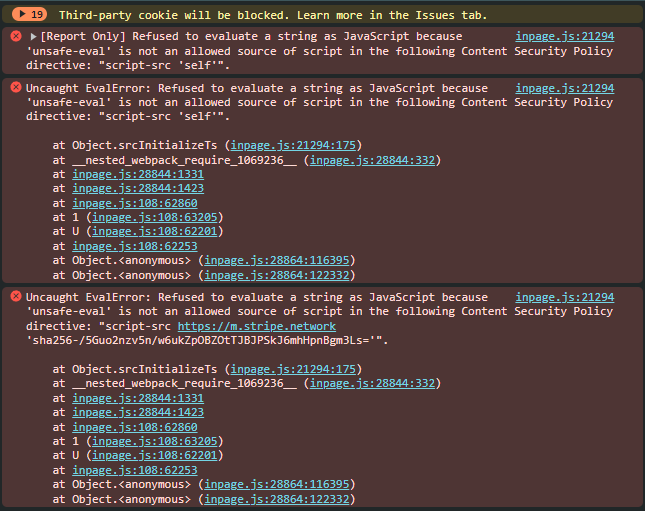 19 Third-party cookie will be blocked. Learn more in the Issues tab.
[Report Only] Refused to evaluate a string as JavaScript because inpage.js:21294
'unsafe-eval' is not an allowed source of script in the following Content Security Policy
directive: "script-src 'self'".
Uncaught EvalError: Refused to evaluate a string as JavaScript because inpage.js:21294
'unsafe-eval' is not an allowed source of script in the following Content Security Policy
directive: "script-src 'self'".
at Object.srcInitializeTs (inpage.js:21294:175)
at __nested_webpack_require_1069236__ (inpage.js:28844:332)
at inpage.js:28844:1331
at inpage.js:28844:1423
at inpage.js:108:62860
at 1 (inpage.js:108:63205)
at U (inpage.js:108:62201)
at inpage.js:108:62253
at Object.<anonymous> (inpage.js:28864:116395)
at Object.<anonymous> (inpage.js:28864:122332)
Uncaught EvalError: Refused to evaluate a string as JavaScript because inpage.js:21294
'unsafe-eval' is not an allowed source of script in the following Content Security Policy
directive: "script-src https://m.stripe.network
'sha256-/5Guo2nzv5n/w6ukZpOBZOtTJBJPSkJ6mhHpnBgm3Ls='".
at Object.srcInitializeTs (inpage.js:21294:175)
at __nested_webpack_require_1069236__ (inpage.js:28844:332)
at inpage.js:28844:1331
at inpage.js:28844:1423
at inpage.js:108:62860
at 1 (inpage.js:108:63205)
at U (inpage.js:108:62201)
at inpage.js:108:62253
at Object.<anonymous> (inpage.js:28864:116395)
at Object.<anonymous> (inpage.js:28864:122332)